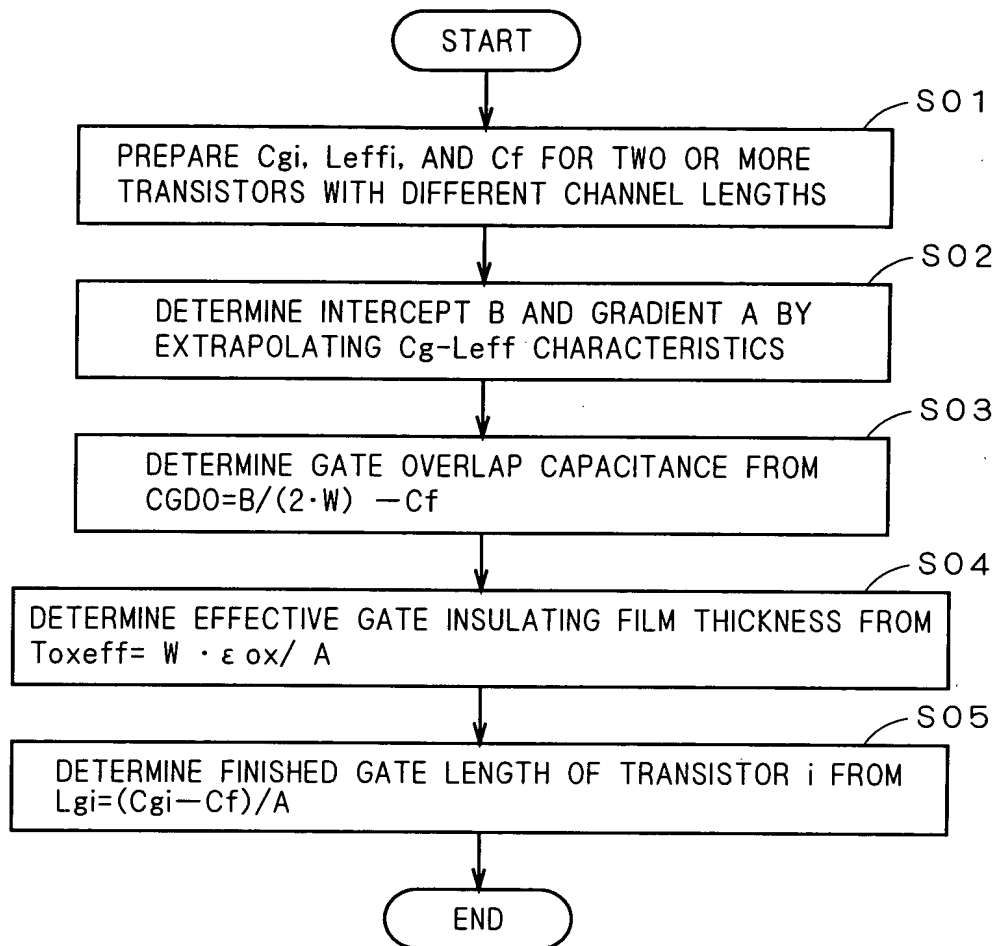 START
S01
PREPARE Cgi, Leffi, AND Cf FOR TWO OR MORE
TRANSISTORS WITH DIFFERENT CHANNEL LENGTHS
S02
DETERMINE INTERCEPT B AND GRADIENT A BY
EXTRAPOLATING Cg-Leff CHARACTERISTICS
S03
DETERMINE GATE OVERLAP CAPACITANCE FROM
CGDO=B/(2·W) −Cf
S04
DETERMINE EFFECTIVE GATE INSULATING FILM THICKNESS FROM
Toxeff= W · ε ox/ A
S05
DETERMINE FINISHED GATE LENGTH OF TRANSISTOR i FROM
Lgi=(Cgi−Cf)/A
END